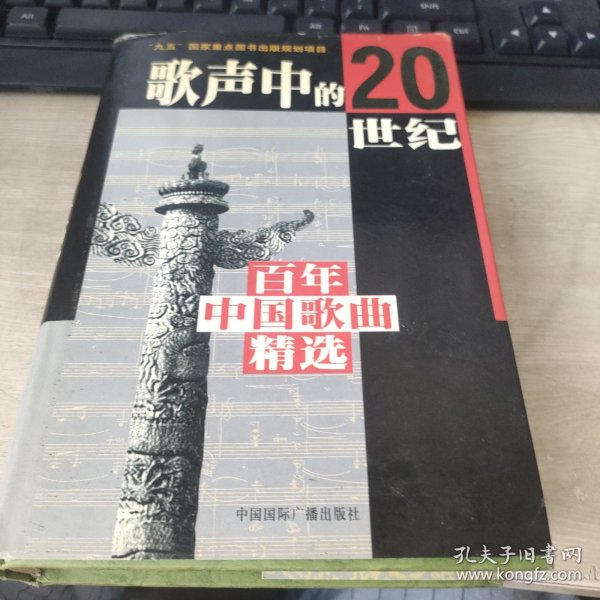 “九五”国家重点图书出版规划项目
歌声中的20
世纪
百年
中国歌曲
精选
中国国际广播出版社
孔夫子旧书网
www.kongfz.com